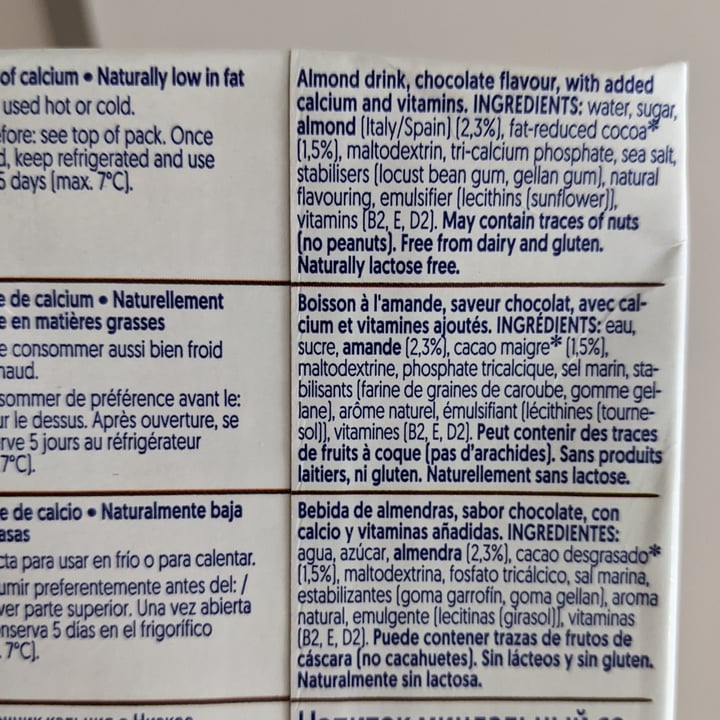 of calcium • Naturally low in fat
used hot or cold.
fore: see top of pack. Once
d, keep refrigerated and use
5 days (max. 7°C).
Almond drink, chocolate flavour, with added
calcium and vitamins. INGREDIENTS: water, sugar,
almond (Italy/Spain) (2,3%), fat-reduced cocoa*
(1,5%), maltodextrin, tri-calcium phosphate, sea salt,
stabilisers (locust bean gum, gellan gum), natural
flavouring, emulsifier (lecithins (sunflower)),
vitamins (B2, E, D2). May contain traces of nuts
(no peanuts). Free from dairy and gluten.
Naturally lactose free.
e de calcium • Naturellement
e en matières grasses
e consommer aussi bien froid
haud.
sommer de préférence avant le:
ur le dessus. Après ouverture, se
rve 5 jours au réfrigérateur
7°C).
Boisson à l'amande, saveur chocolat, avec cal-
cium et vitamines ajoutés. INGRÉDIENTS: eau,
sucre, amande (2,3%), cacao maigre* (1,5%),
maltodextrine, phosphate tricalcique, sel marin, sta-
bilisants (farine de graines de caroube, gomme gel-
lane), arôme naturel, émulsifiant (lécithines (tourne-
sol)), vitamines (B2, E, D2). Peut contenir des traces
de fruits à coque (pas d'arachides). Sans produits
laitiers, ni gluten. Naturellement sans lactose.
e de calcio • Naturalmente baja
asas
cta para usar en frío o para calentar.
umir preferentemente antes del: /
ver parte superior. Una vez abierta
nserva 5 días en el frigorífico
. 7°C).
Bebida de almendras, sabor chocolate, con
calcio y vitaminas añadidas. INGREDIENTES:
agua, azúcar, almendra (2,3%), cacao desgrasado*
(1,5%), maltodextrina, fosfato tricálcico, sal marina,
estabilizantes (goma garrofín, goma gellan), aroma
natural, emulgente (lecitinas (girasol)), vitaminas
(B2, E, D2). Puede contener trazas de frutos de
cáscara (no cacahuetes). Sin lácteos y sin gluten.
Naturalmente sin lactosa.